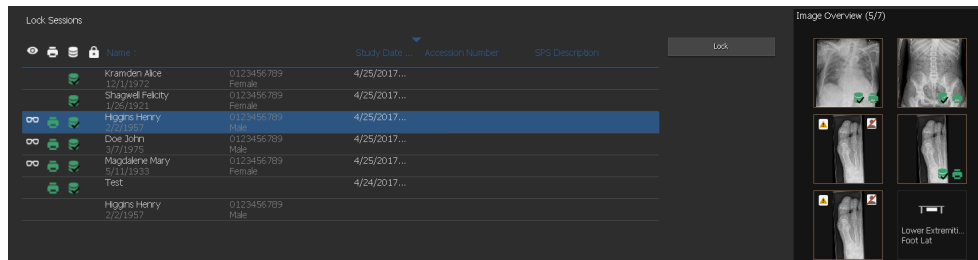 Lock Sessions
Image Overview (5/7)
Name :
Study Date ...
Accession Number
SPS Description
Lock
Kramden Alice
0123456789
4/25/2017...
12/1/1972
Female
Shagwell Felicity
0123456789
4/25/2017...
1/26/1921
Female
Higgins Henry
0123456789
4/25/2017...
2/2/1957
Male
Doe John
0123456789
4/25/2017...
3/7/1975
Male
Magdalene Mary
0123456789
4/25/2017...
5/11/1933
Female
Test
4/24/2017...
Higgins Henry
0123456789
2/2/1957
Male
Lower Extremiti...
Foot Lat